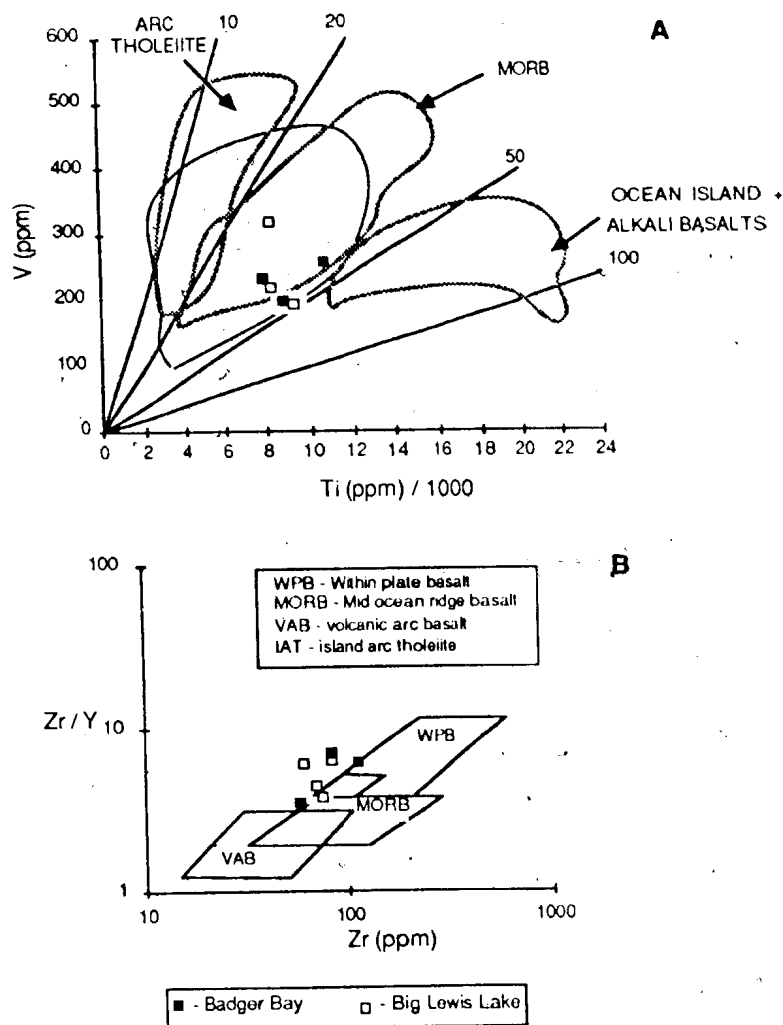 A
ARC
THOLEIITE
10
20
MORB
50
OCEAN ISLAND +
ALKALI BASALTS
100
600
500
400
300
200
100
0
V (ppm)
0 2 4 6 8 10 12 14 16 18 20 22 24
Ti (ppm) / 1000
B
100
WPB - Within plate basalt
MORB - Mid ocean ridge basalt
VAB - volcanic arc basalt
IAT - island arc tholeiite
Zr / Y 10
WPB
MORB
VAB
1
10 100 1000
Zr (ppm)
■ - Badger Bay □ - Big Lewis Lake